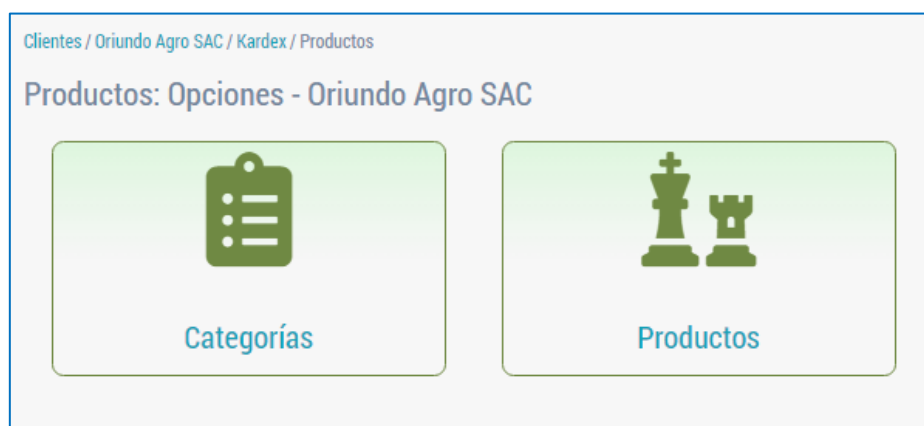 Clientes / Oriundo Agro SAC / Kardex / Productos
Productos: Opciones - Oriundo Agro SAC
Categorías
Productos